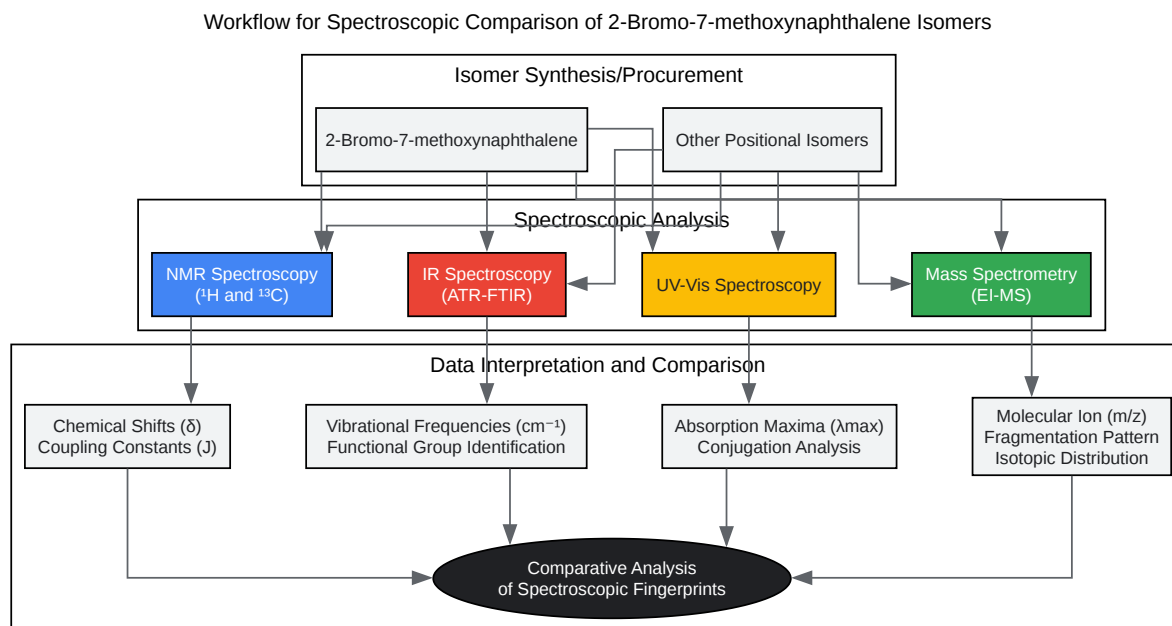 Workflow for Spectroscopic Comparison of 2-Bromo-7-methoxynaphthalene Isomers
Isomer Synthesis/Procurement
2-Bromo-7-methoxynaphthalene
Other Positional Isomers
Spectroscopic Analysis
NMR Spectroscopy
(¹H and ¹³C)
IR Spectroscopy
(ATR-FTIR)
UV-Vis Spectroscopy
Mass Spectrometry
(EI-MS)
Data Interpretation and Comparison
Chemical Shifts (δ)
Coupling Constants (J)
Vibrational Frequencies (cm⁻¹)
Functional Group Identification
Absorption Maxima (λmax)
Conjugation Analysis
Molecular Ion (m/z)
Fragmentation Pattern
Isotopic Distribution
Comparative Analysis
of Spectroscopic Fingerprints